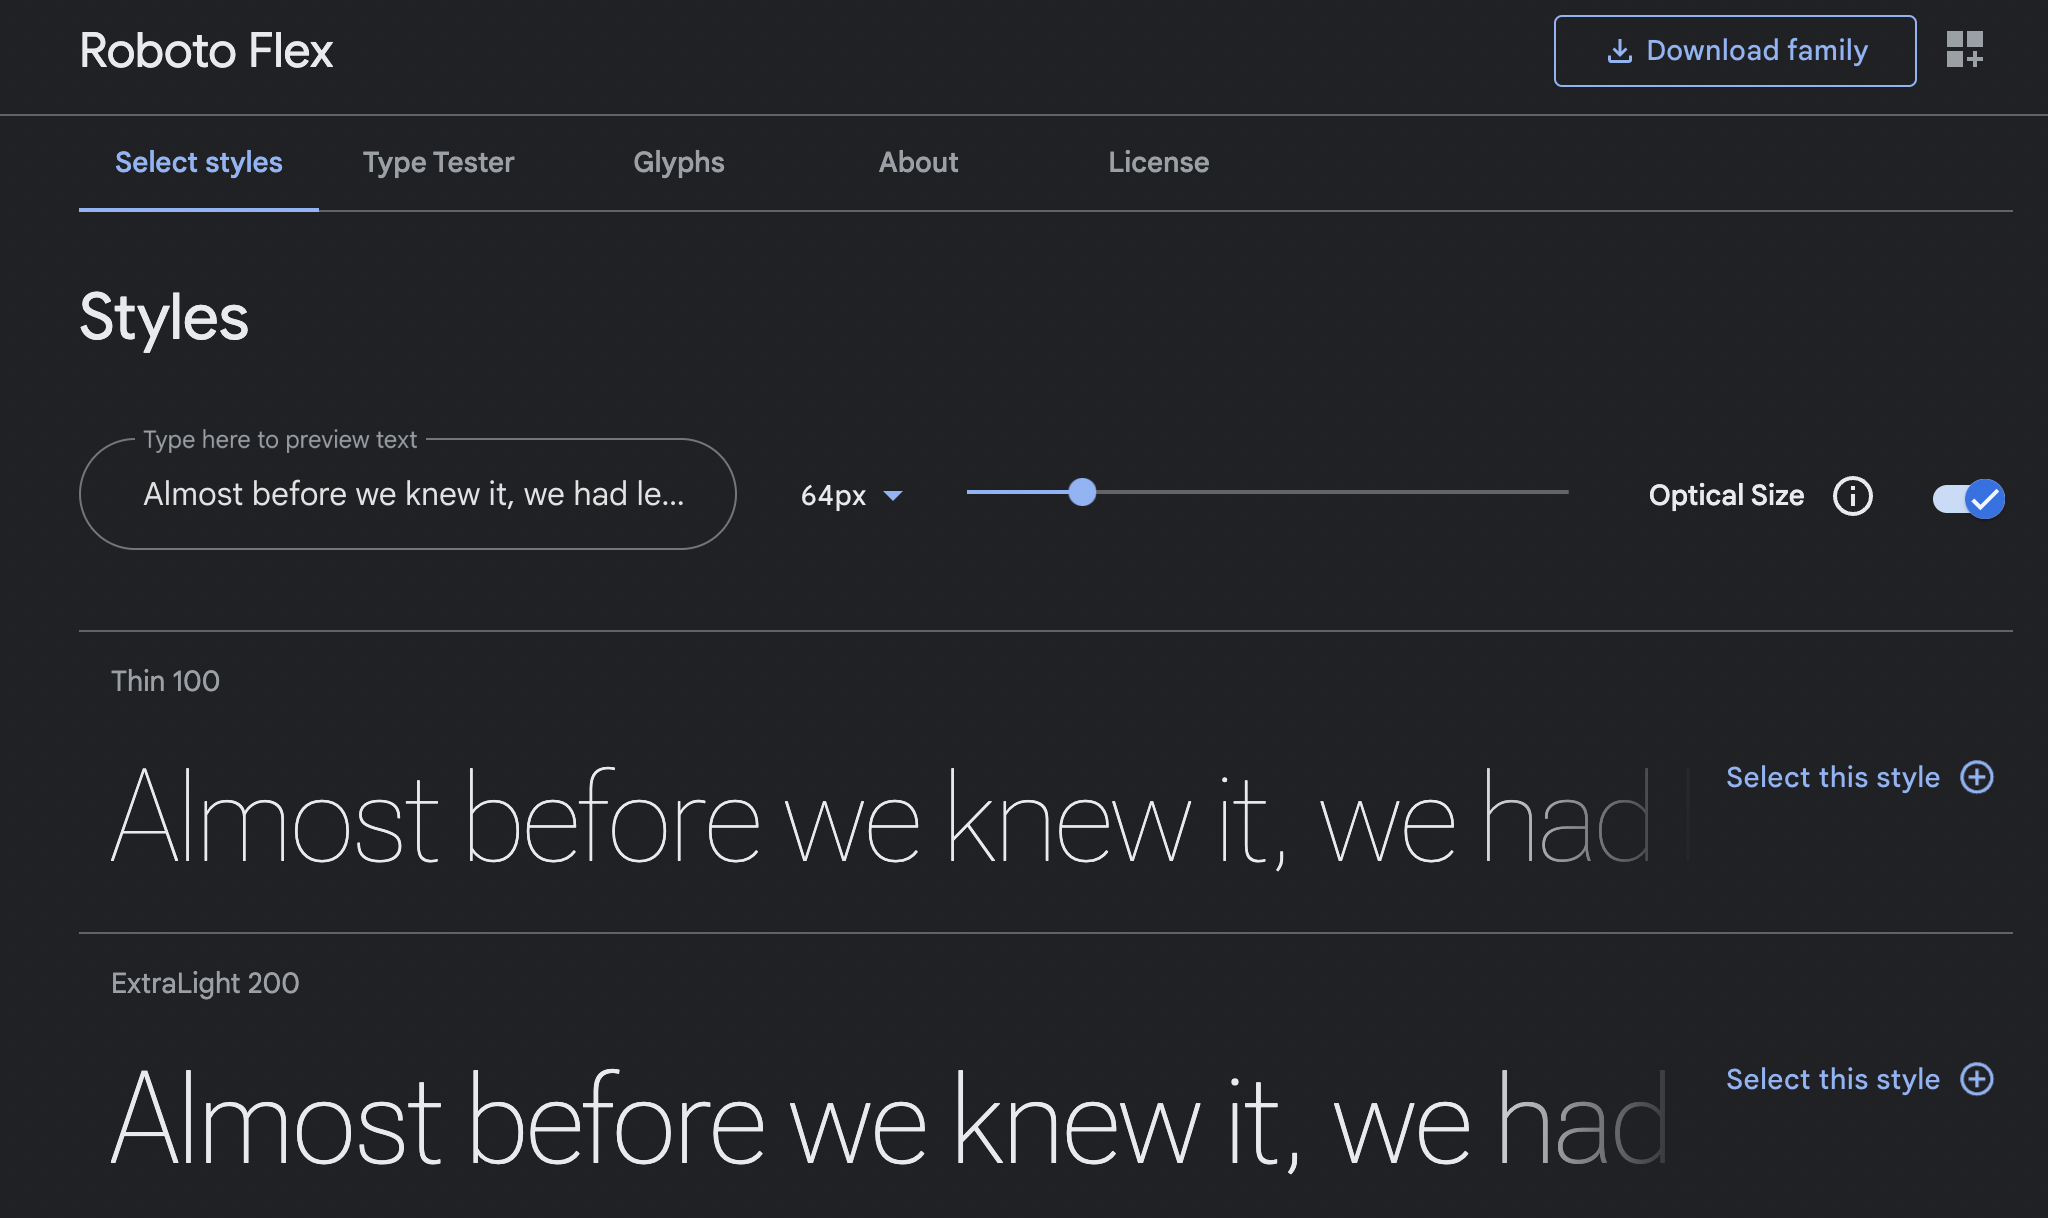 Roboto Flex
Download family
Select styles Type Tester Glyphs About License
Styles
Type here to preview text
Almost before we knew it, we had le...
64px
Optical Size
Thin 100
Almost before we knew it, we had
Select this style
ExtraLight 200
Almost before we knew it, we had
Select this style